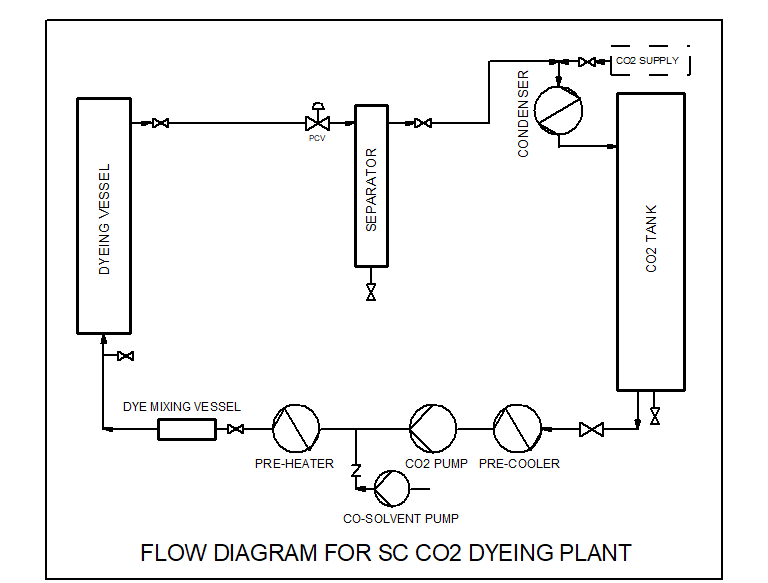 CO2 SUPPLY
CONDENSER
PCV
DYEING VESSEL
SEPARATOR
CO2 TANK
DYE MIXING VESSEL
PRE-HEATER
CO2 PUMP
PRE-COOLER
CO-SOLVENT PUMP
FLOW DIAGRAM FOR SC CO2 DYEING PLANT